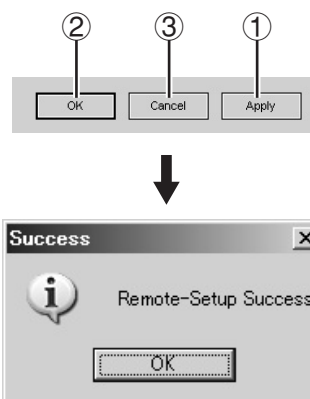 ② ③ ①
OK Cancel Apply
Success
Remote-Setup Success
OK